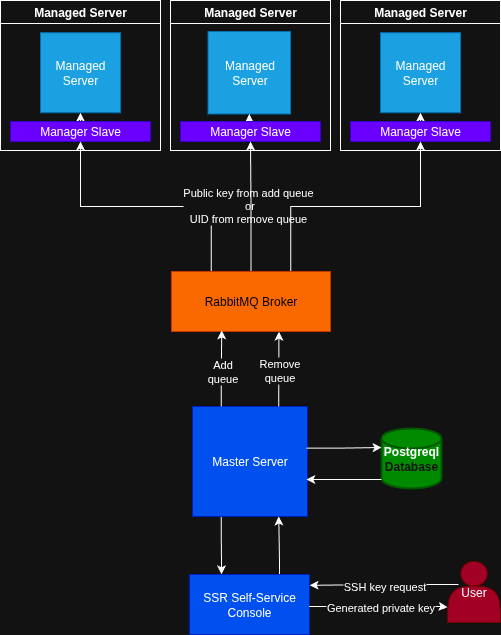 Managed Server
Managed Server
Managed Server
Managed
Server
Managed
Server
Managed
Server
Manager Slave
Manager Slave
Manager Slave
Public key from add queue
or
UID from remove queue
RabbitMQ Broker
Add
queue
Remove
queue
Master Server
Postgreql
Database
SSR Self-Service
Console
SSH key request
Generated private key
User